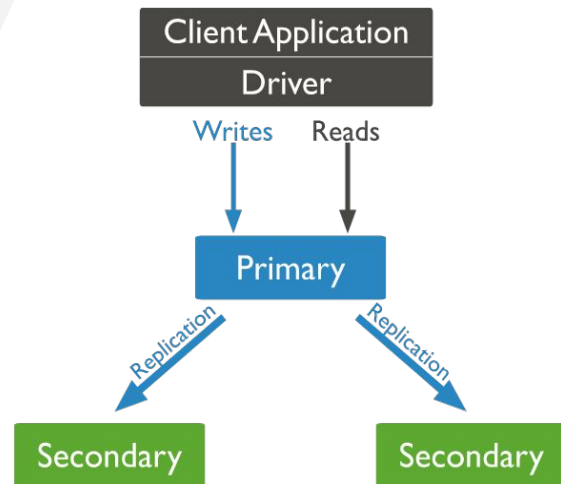 Client Application
Driver
Writes Reads
Primary
Replication Replication
Secondary Secondary